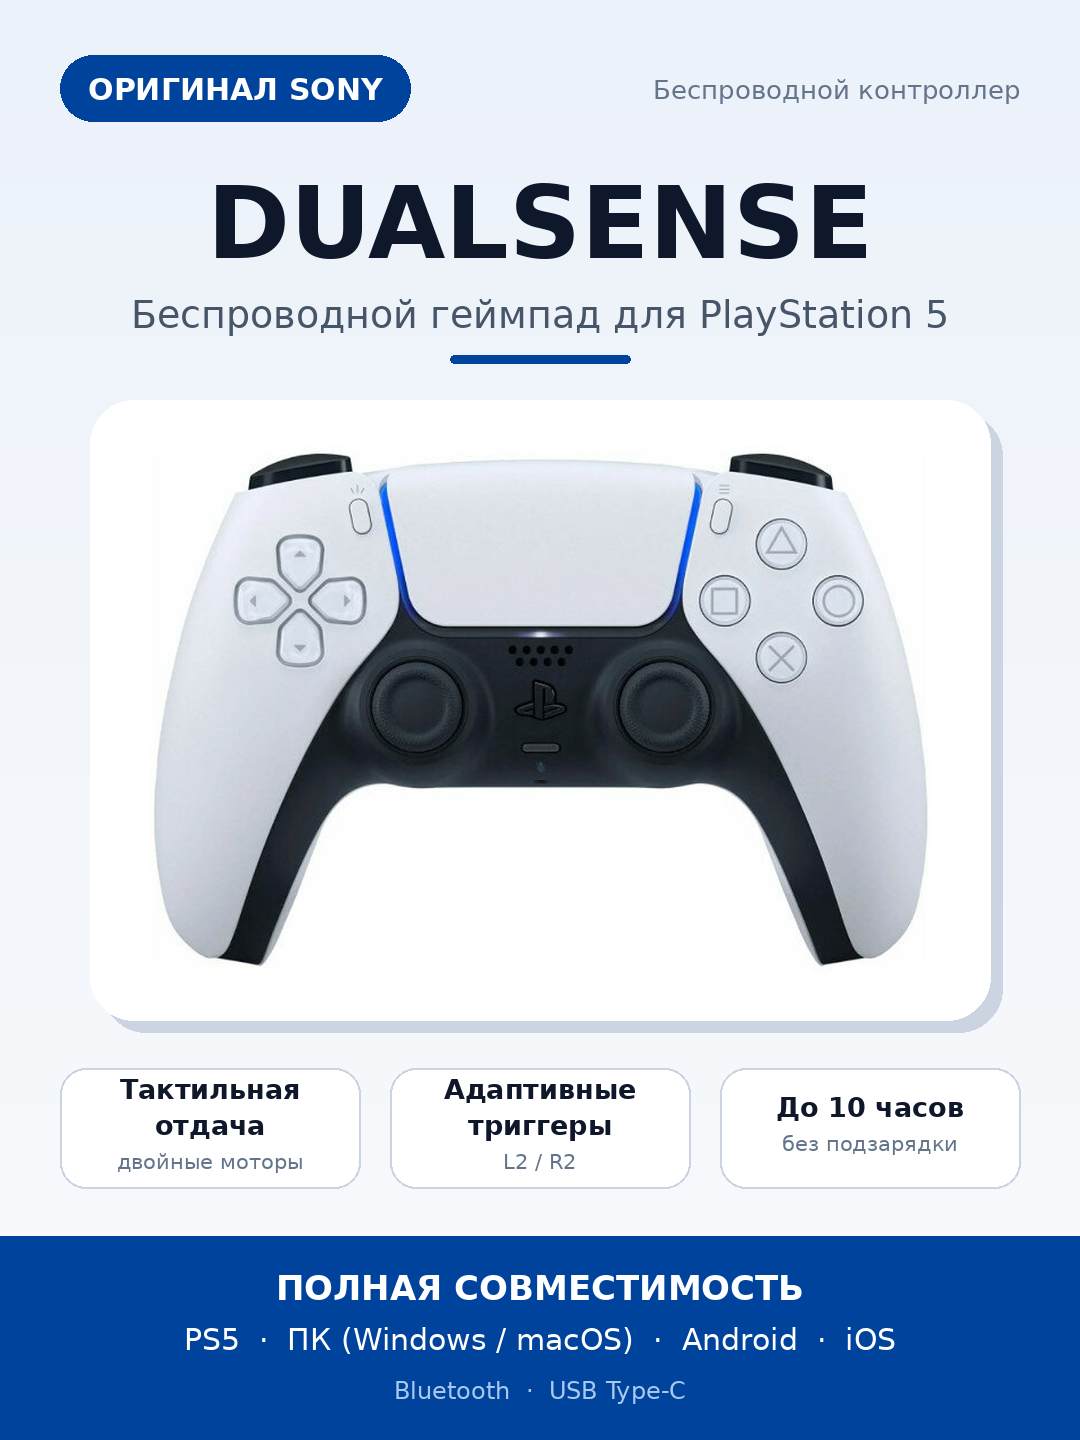 ОРИГИНАЛ SONY
Беспроводной контроллер
DUALSENSE
Беспроводной геймпад для PlayStation 5
Тактильная
отдача
двойные моторы
Адаптивные
триггеры
L2 / R2
До 10 часов
без подзарядки
ПОЛНАЯ СОВМЕСТИМОСТЬ
PS5 · ПК (Windows / macOS) · Android · iOS
Bluetooth · USB Type-C